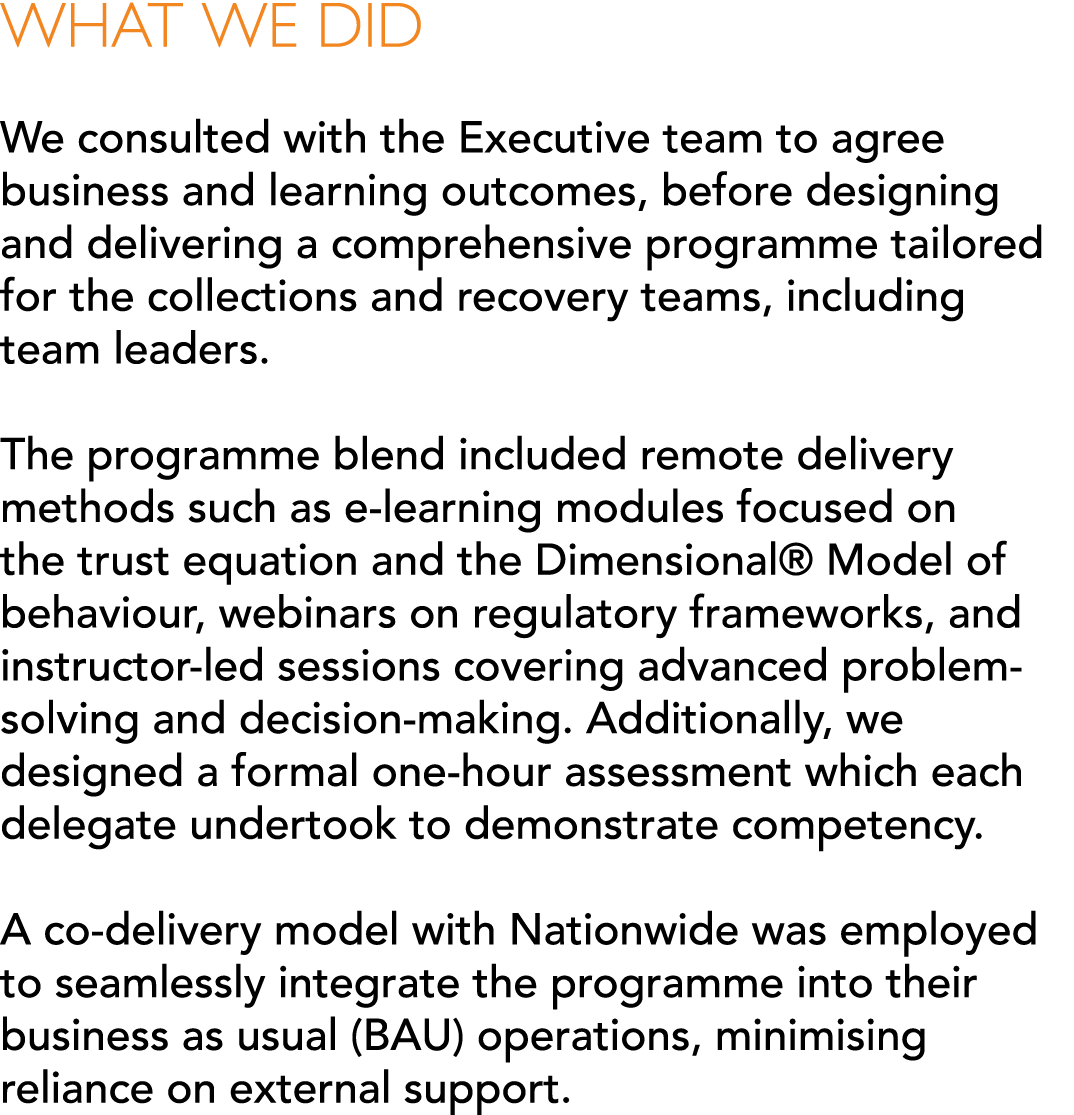 WHAT WE DID
We consulted with the Executive team to agree
business and learning outcomes, before designing
and delivering a comprehensive programme tailored
for the collections and recovery teams, including
team leaders.
The programme blend included remote delivery
methods such as e-learning modules focused on
the trust equation and the Dimensional® Model of
behaviour, webinars on regulatory frameworks, and
instructor-led sessions covering advanced problem-
solving and decision-making. Additionally, we
designed a formal one-hour assessment which each
delegate undertook to demonstrate competency.
A co-delivery model with Nationwide was employed
to seamlessly integrate the programme into their
business as usual (BAU) operations, minimising
reliance on external support.